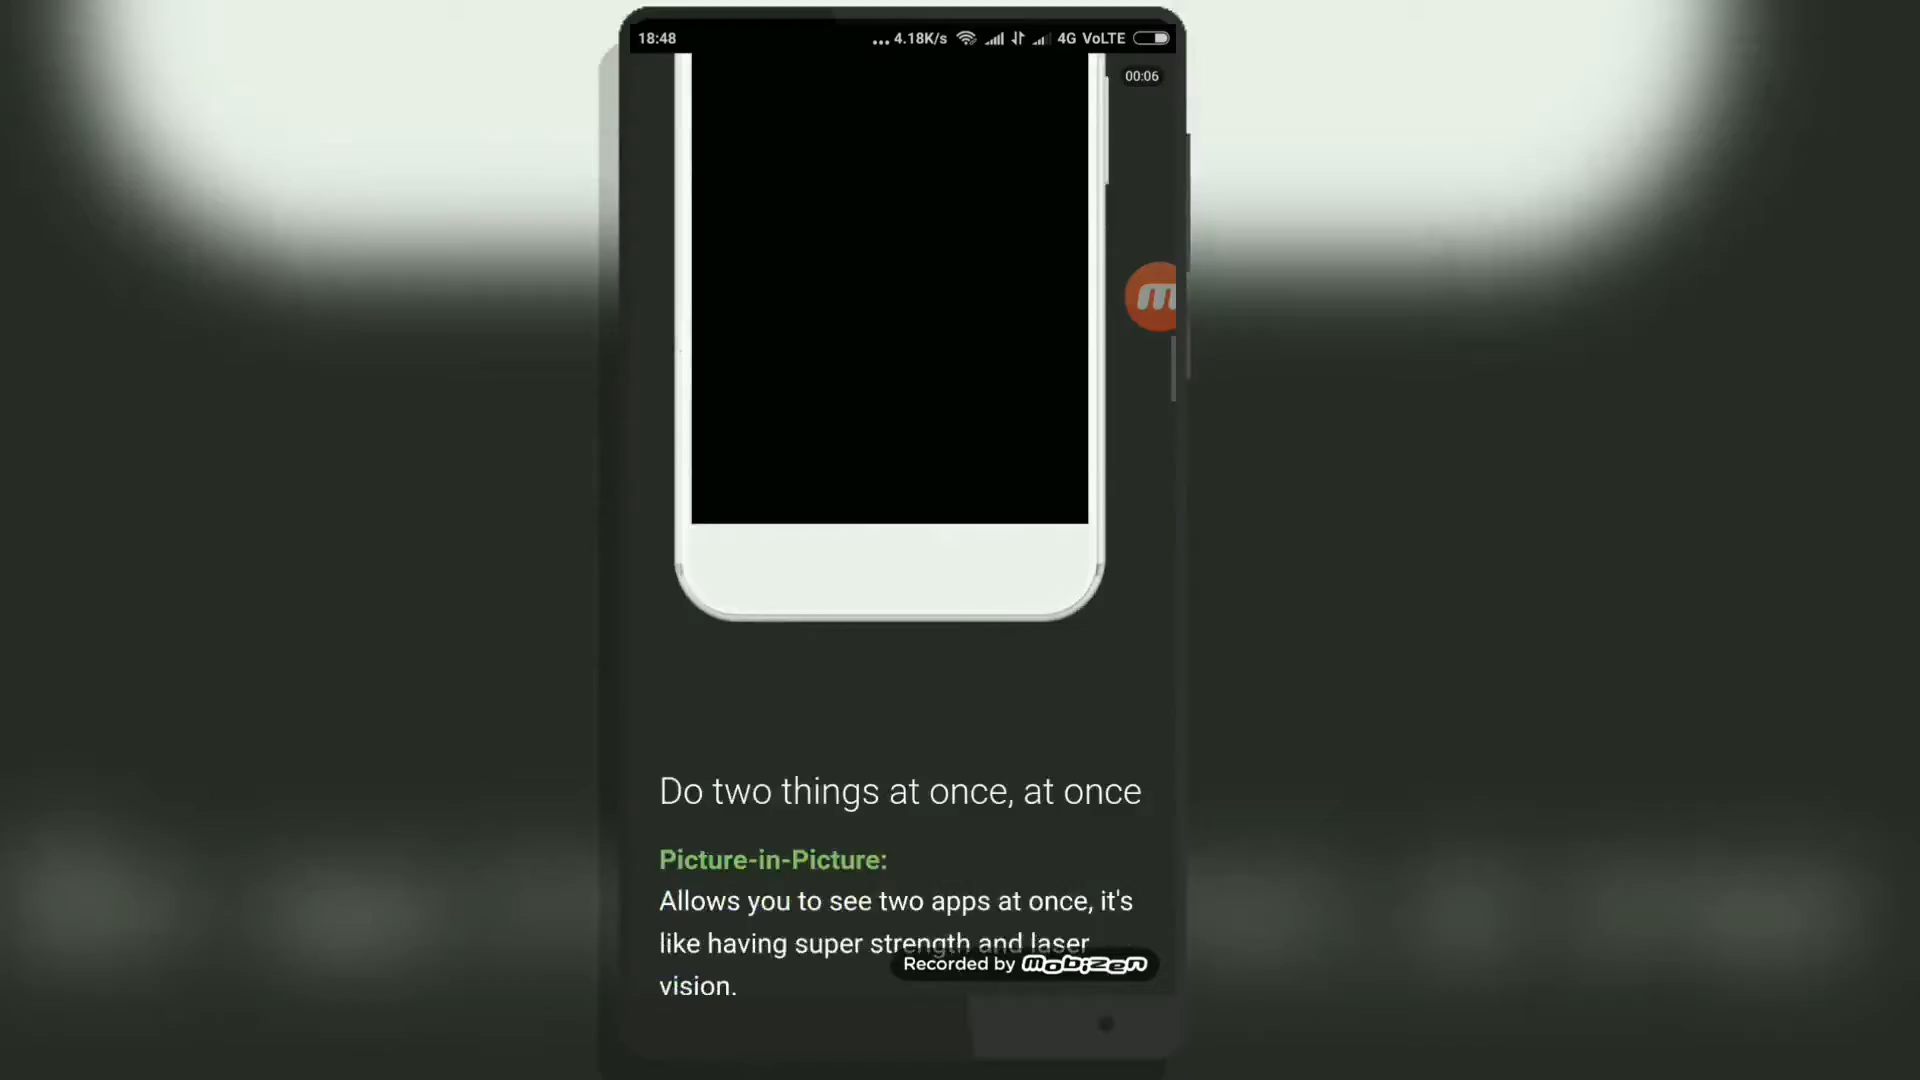 18:48
... 4.18K/s 4G VoLTE
00:06
m
Do two things at once, at once
Picture-in-Picture:
Allows you to see two apps at once, it's
like having super strength and laser
Recorded by mobizen
vision.